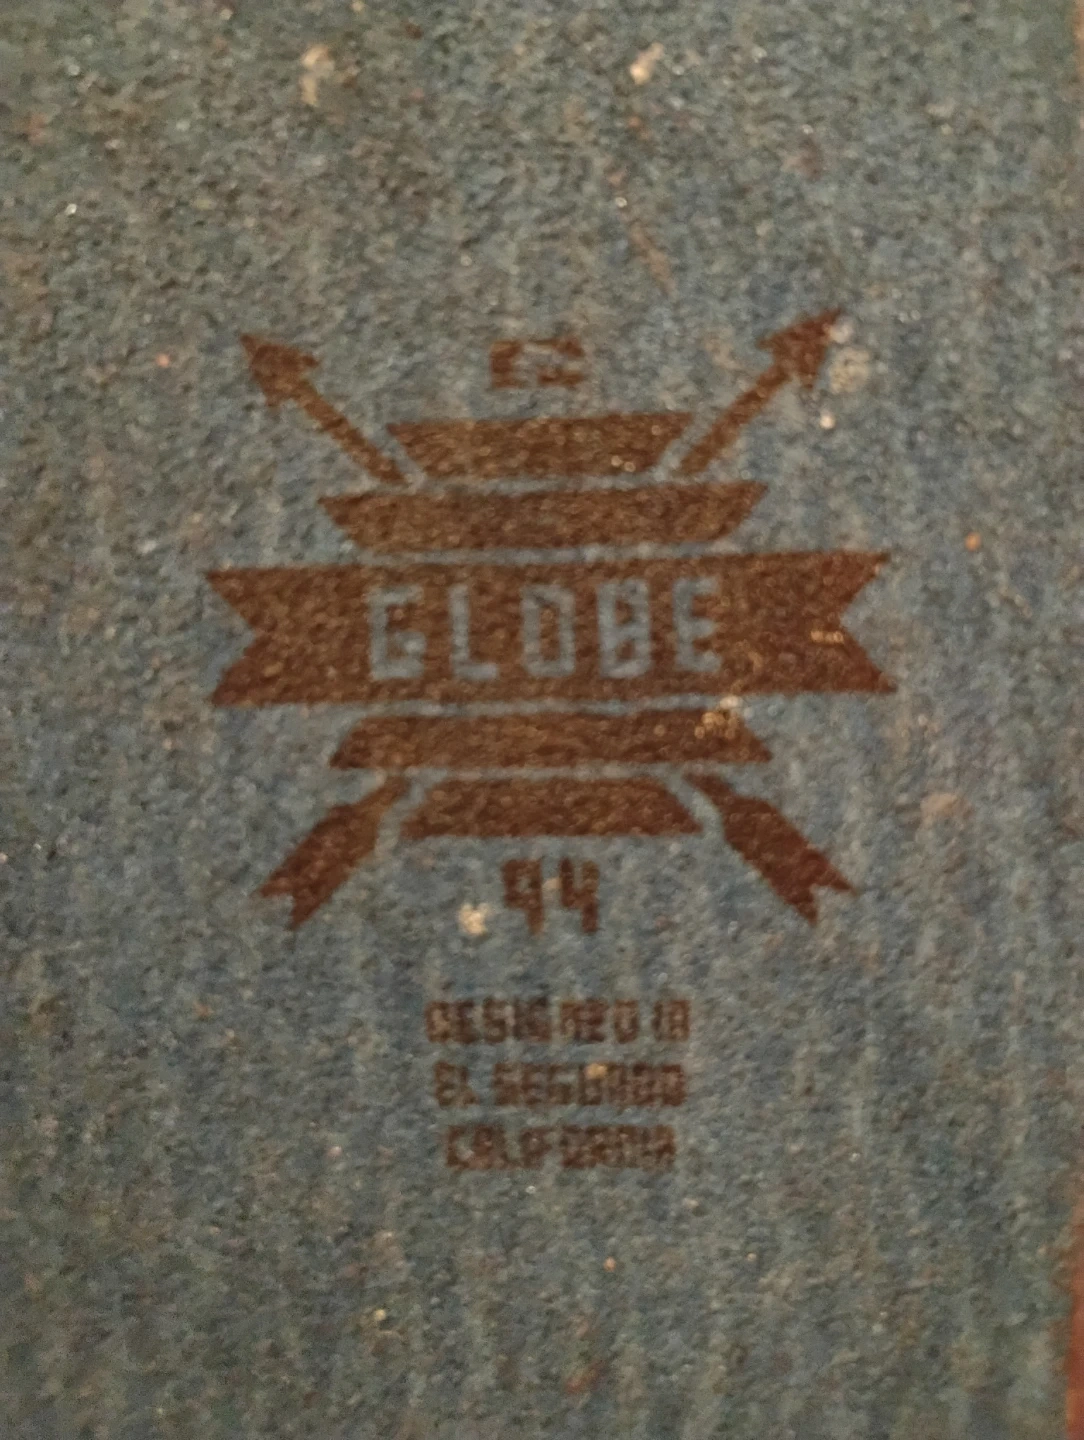 GLOBE
94
DESIGNED IN
EL SEGUNDO
CALIFORNIA